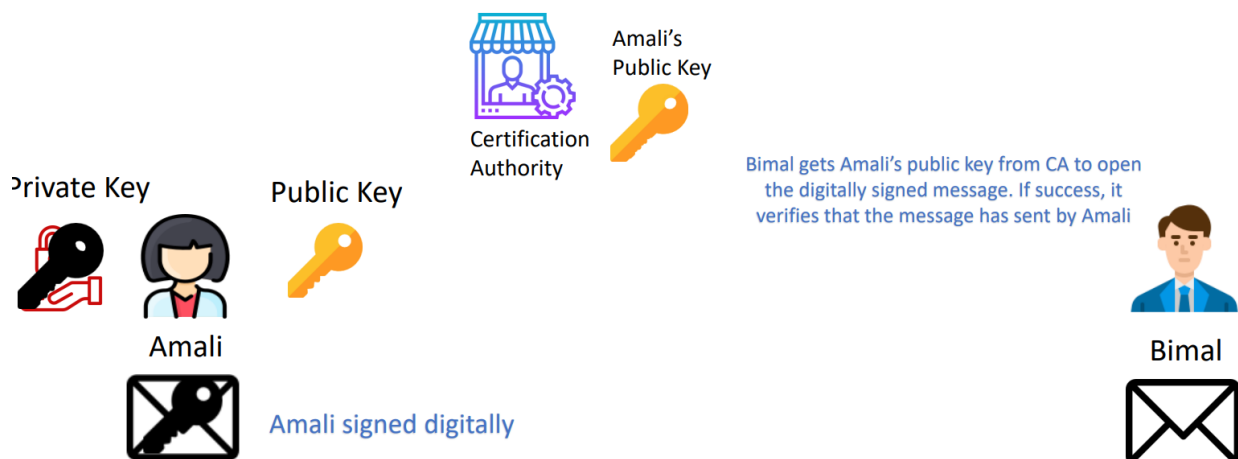 Amali's
Public Key
Certification
Authority
Bimal gets Amali's public key from CA to open
the digitally signed message. If success, it
verifies that the message has sent by Amali
Private Key
Public Key
Amali
Bimal
Amali signed digitally